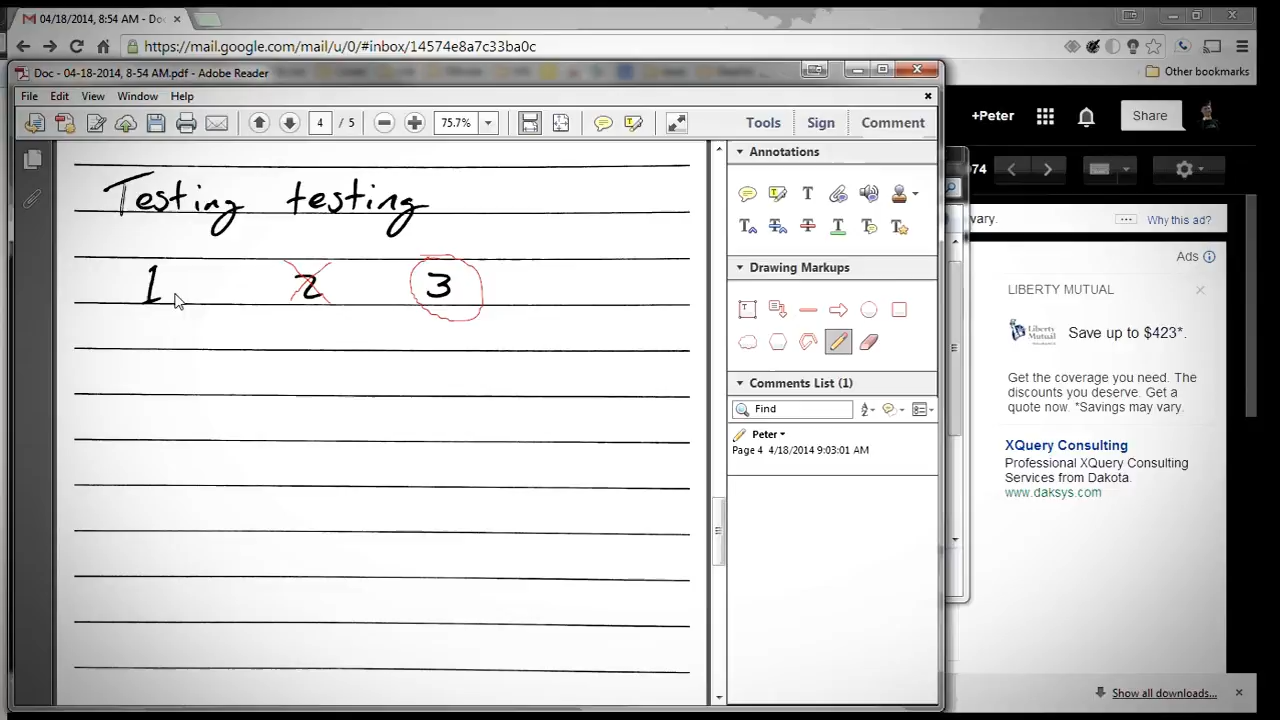 04/18/2014, 8:54 AM - Doc
https://mail.google.com/mail/u/0/#inbox/14574e8a7c33ba0c
Other bookmarks
Doc - 04-18-2014, 8-54 AM.pdf - Adobe Reader
File Edit View Window Help
4 / 5 75.7% Tools Sign Comment
+Peter Share
74
Testing testing
1 2 3
Annotations
Drawing Markups
Comments List (1)
Find
Peter
Page 4 4/18/2014 9:03:01 AM
vary. Why this ad?
Ads
LIBERTY MUTUAL
Liberty Mutual
Save up to $423*.
Get the coverage you need. The
discounts you deserve. Get a
quote now. *Savings may vary.
XQuery Consulting
Professional XQuery Consulting
Services from Dakota.
www.daksys.com
Show all downloads...